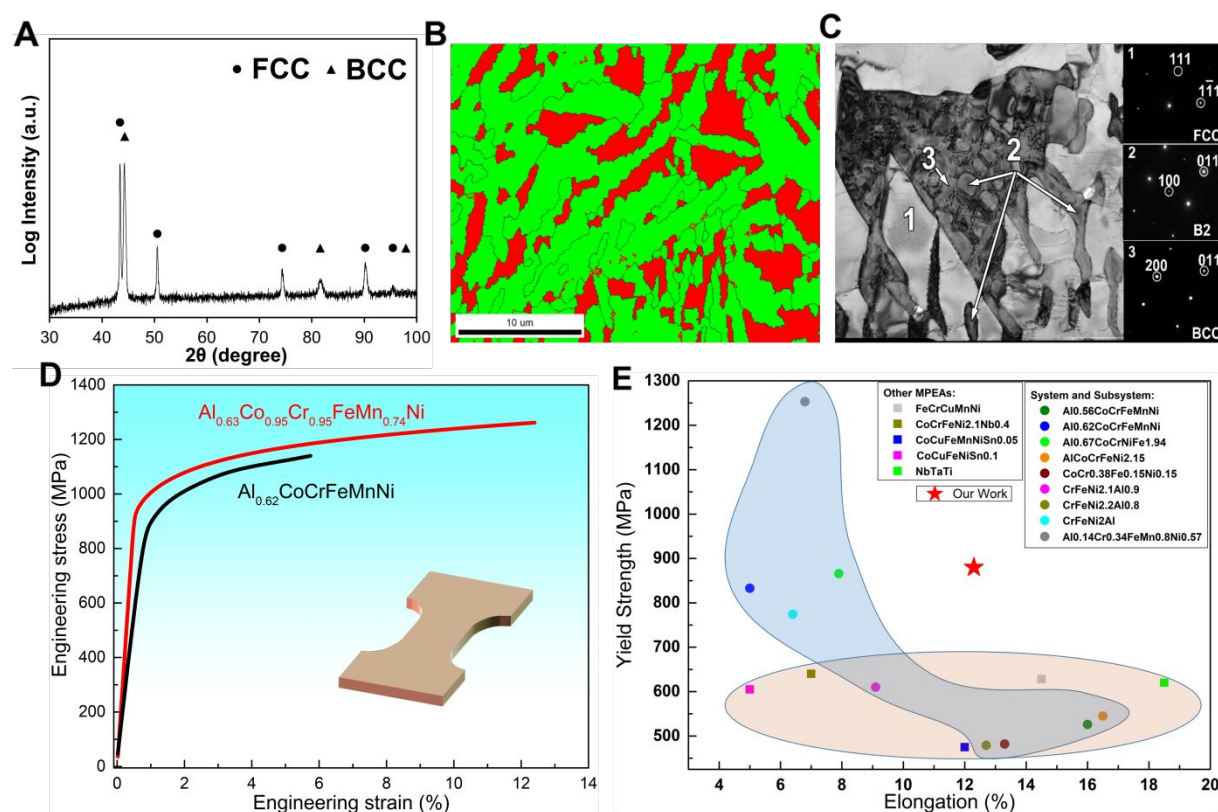 A
● FCC ▲ BCC
Log Intensity (a.u.)
30 40 50 60 70 80 90 100
2θ (degree)
B
10 um
C
1
2
3
1
111
1̄11
FCC
2
011
100
B2
3
200
011
BCC
D
Engineering stress (MPa)
1400
1200
1000
800
600
400
200
0
Al0.63Co0.95Cr0.95FeMn0.74Ni
Al0.62CoCrFeMnNi
0 2 4 6 8 10 12 14
Engineering strain (%)
E
Yield Strength (MPa)
1300
1200
1100
1000
900
800
700
600
500
Other MPEAs:
FeCrCuMnNi
CoCrFeNi2.1Nb0.4
CoCuFeMnNiSn0.05
CoCuFeNiSn0.1
NbTaTi
Our Work
System and Subsystem:
Al0.56CoCrFeMnNi
Al0.62CoCrFeMnNi
Al0.67CoCrNiFe1.94
AlCoCrFeNi2.15
CoCr0.38Fe0.15Ni0.15
CrFeNi2.1Al0.9
CrFeNi2.2Al0.8
CrFeNi2Al
Al0.14Cr0.34FeMn0.8Ni0.57
4 6 8 10 12 14 16 18 20
Elongation (%)